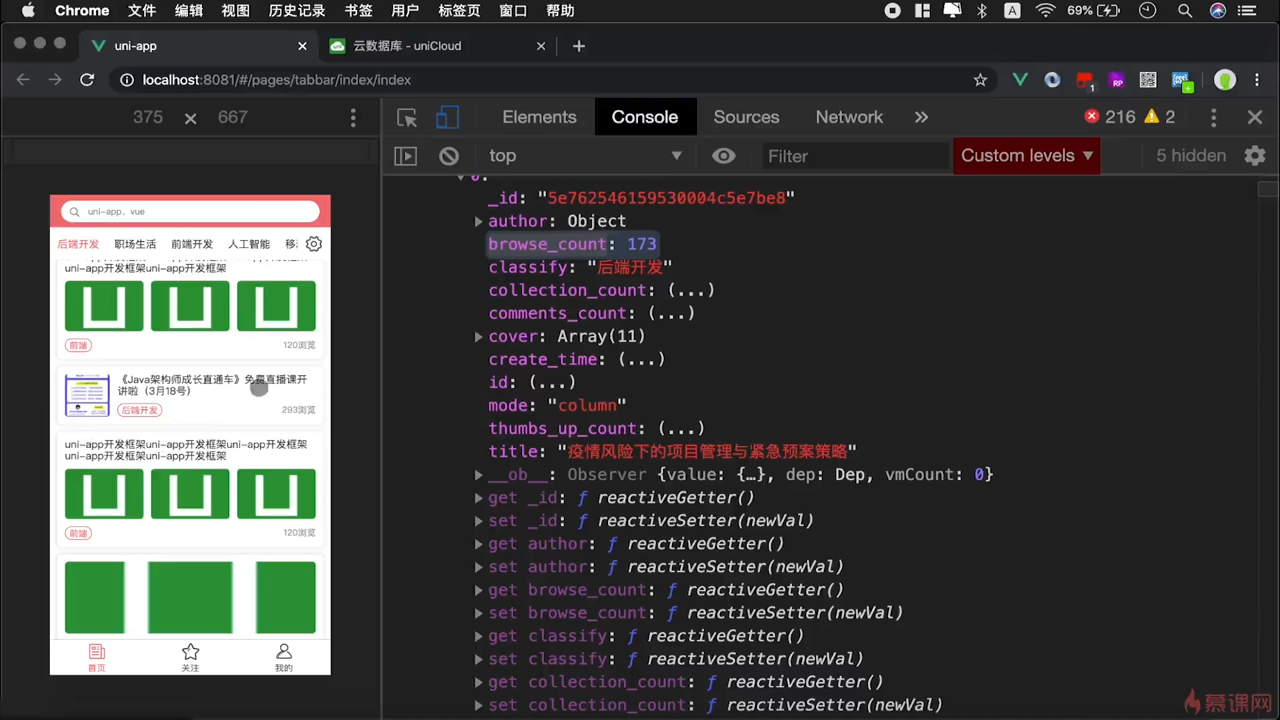 Chrome 文件 编辑 视图 历史记录 书签 用户 标签页 窗口 帮助 A 69%
uni-app 云数据库 - uniCloud
localhost:8081/#/pages/tabbar/index/index
375 × 667
Elements Console Sources Network » 216 2
top Filter Custom levels 5 hidden
0:
_id: "5e762546159530004c5e7be8"
author: Object
browse_count: 173
classify: "后端开发"
collection_count: (...)
comments_count: (...)
cover: Array(11)
create_time: (...)
id: (...)
mode: "column"
thumbs_up_count: (...)
title: "疫情风险下的项目管理与紧急预案策略"
__ob__: Observer {value: {…}, dep: Dep, vmCount: 0}
get _id: ƒ reactiveGetter()
set _id: ƒ reactiveSetter(newVal)
get author: ƒ reactiveGetter()
set author: ƒ reactiveSetter(newVal)
get browse_count: ƒ reactiveGetter()
set browse_count: ƒ reactiveSetter(newVal)
get classify: ƒ reactiveGetter()
set classify: ƒ reactiveSetter(newVal)
get collection_count: ƒ reactiveGetter()
set collection_count: ƒ reactiveSetter(newVal)
uni-app、vue
后端开发 职场生活 前端开发 人工智能 移
uni-app开发框架uni-app开发框架
前端 120浏览
《Java架构师成长直通车》免费直播课开
讲啦（3月18号）
后端开发 293浏览
uni-app开发框架uni-app开发框架uni-app开发框架
uni-app开发框架uni-app开发框架
前端 120浏览
首页 关注 我的
慕课网